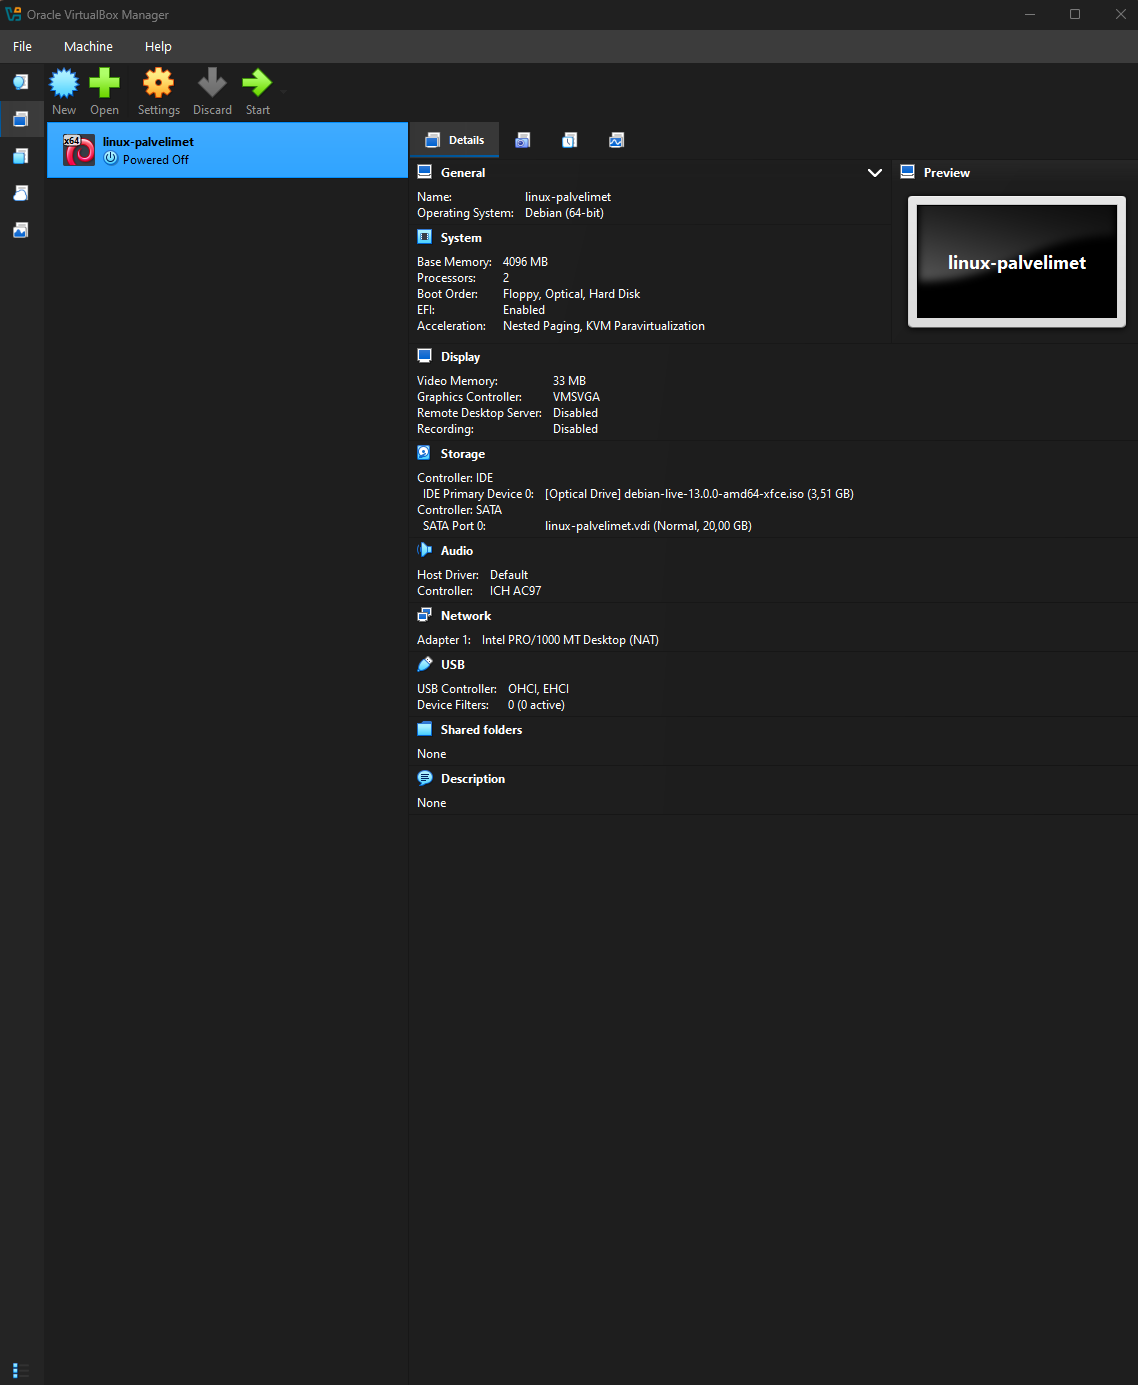 Oracle VirtualBox Manager
File Machine Help
New Open Settings Discard Start
x64
linux-palvelimet
Powered Off
Details
General
Name: linux-palvelimet
Operating System: Debian (64-bit)
Preview
linux-palvelimet
System
Base Memory: 4096 MB
Processors: 2
Boot Order: Floppy, Optical, Hard Disk
EFI: Enabled
Acceleration: Nested Paging, KVM Paravirtualization
Display
Video Memory: 33 MB
Graphics Controller: VMSVGA
Remote Desktop Server: Disabled
Recording: Disabled
Storage
Controller: IDE
IDE Primary Device 0: [Optical Drive] debian-live-13.0.0-amd64-xfce.iso (3,51 GB)
Controller: SATA
SATA Port 0: linux-palvelimet.vdi (Normal, 20,00 GB)
Audio
Host Driver: Default
Controller: ICH AC97
Network
Adapter 1: Intel PRO/1000 MT Desktop (NAT)
USB
USB Controller: OHCI, EHCI
Device Filters: 0 (0 active)
Shared folders
None
Description
None